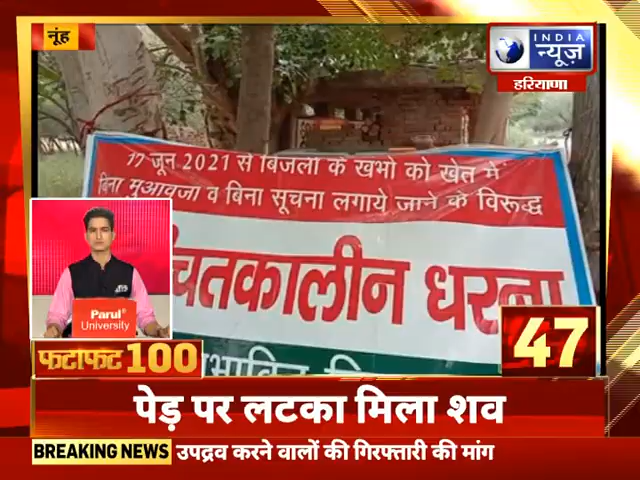 नूंह
INDIA
न्यूज़
हरियाणा
17 जून 2021 से बिजली के खंभो को खेत में
बिना मुआवजा व बिना सूचना लगाये जाने के विरूद्ध
चितकालीन धरना
Parul
University
फटाफट 100
47
पेड़ पर लटका मिला शव
BREAKING NEWS
उपद्रव करने वालों की गिरफ्तारी की मांग